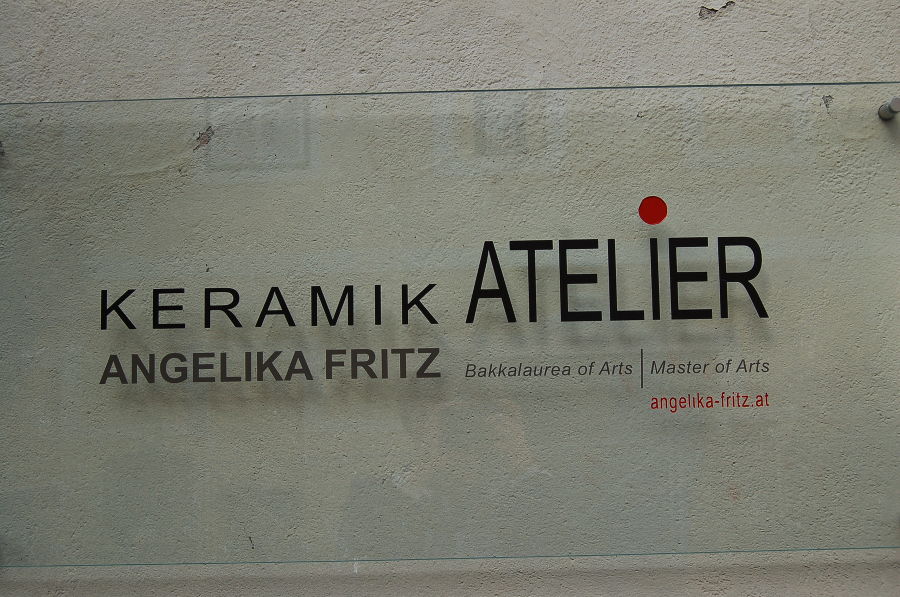 KERAMIK ATELIER
ANGELIKA FRITZ
Bakkalaurea of Arts | Master of Arts
angelika-fritz.at